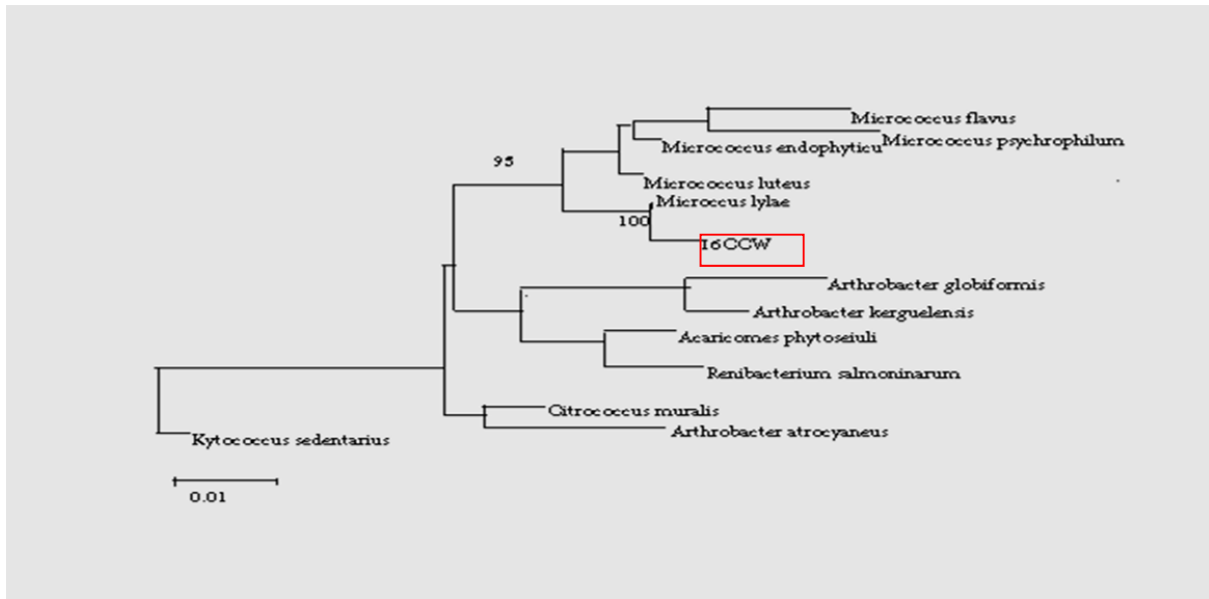 Micrococcus flavus
Micrococcus psychrophilum
Micrococcus endophyticu
95
Micrococcus luteus
Microccus lylae
100
16CCW
Arthrobacter globiformis
Arthrobacter kerguelensis
Acaricomes phytoseiuli
Renibacterium salmoninarum
Citrococcus muralis
Arthrobacter atrocyaneus
Kytococcus sedentarius
0.01